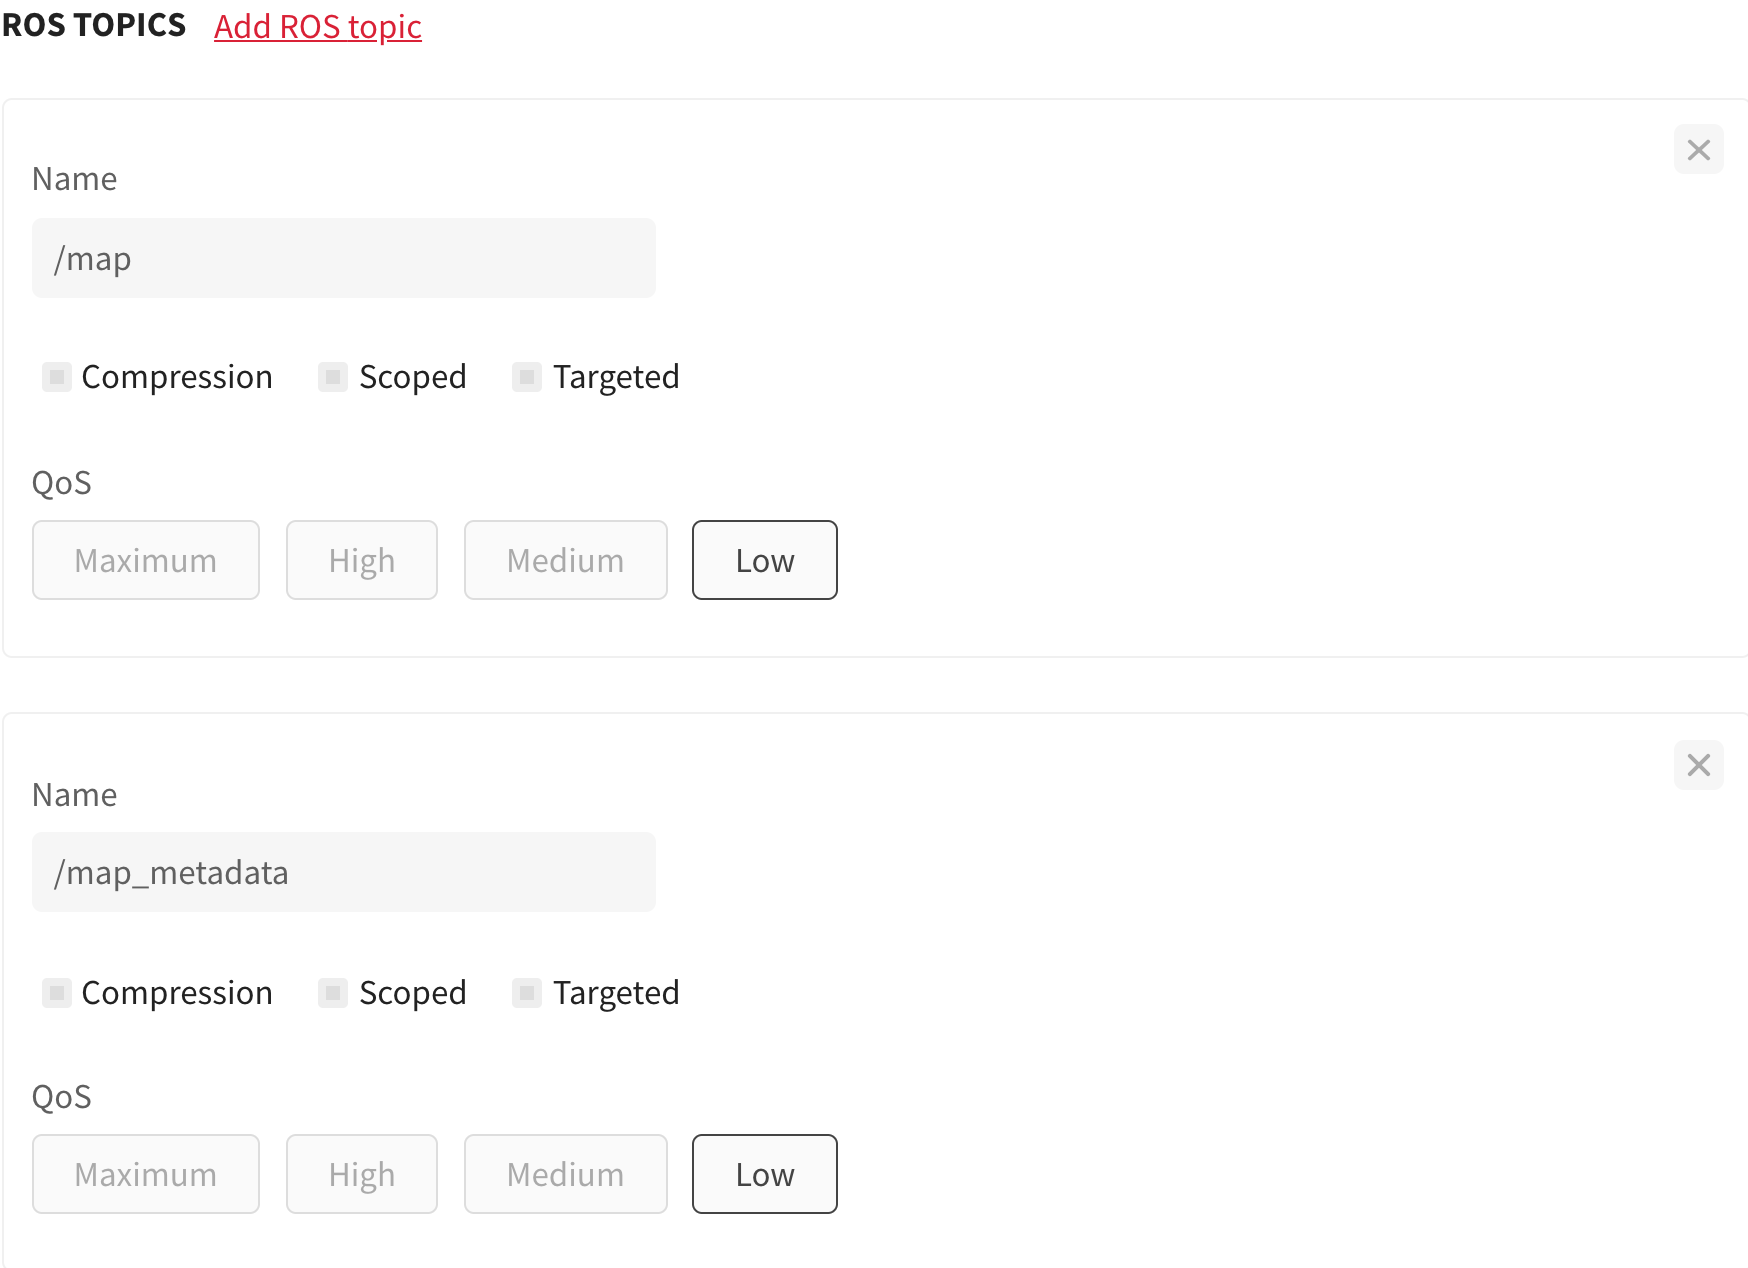 ROS TOPICS Add ROS topic
Name
/map
Compression Scoped Targeted
QoS
Maximum High Medium Low
Name
/map_metadata
Compression Scoped Targeted
QoS
Maximum High Medium Low